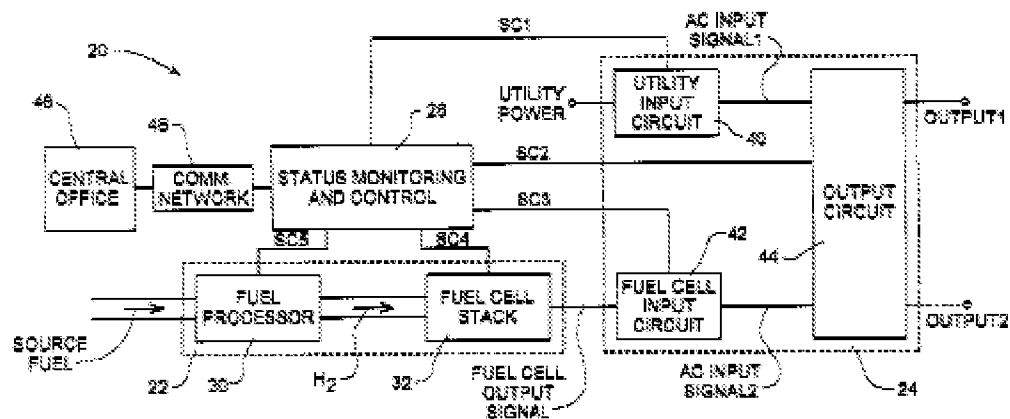 SC1
AC INPUT
SIGNAL1
20
UTILITY
POWER
UTILITY
INPUT
CIRCUIT
40
OUTPUT1
46
48
28
CENTRAL
OFFICE
COMM
NETWORK
STATUS MONITORING
AND CONTROL
SC2
SC3
OUTPUT
CIRCUIT
44
SC5
SC4
42
FUEL
PROCESSOR
FUEL CELL
STACK
FUEL CELL
INPUT
CIRCUIT
SOURCE
FUEL
OUTPUT2
22
30
H2
32
FUEL CELL
OUTPUT
SIGNAL
AC INPUT
SIGNAL2
24